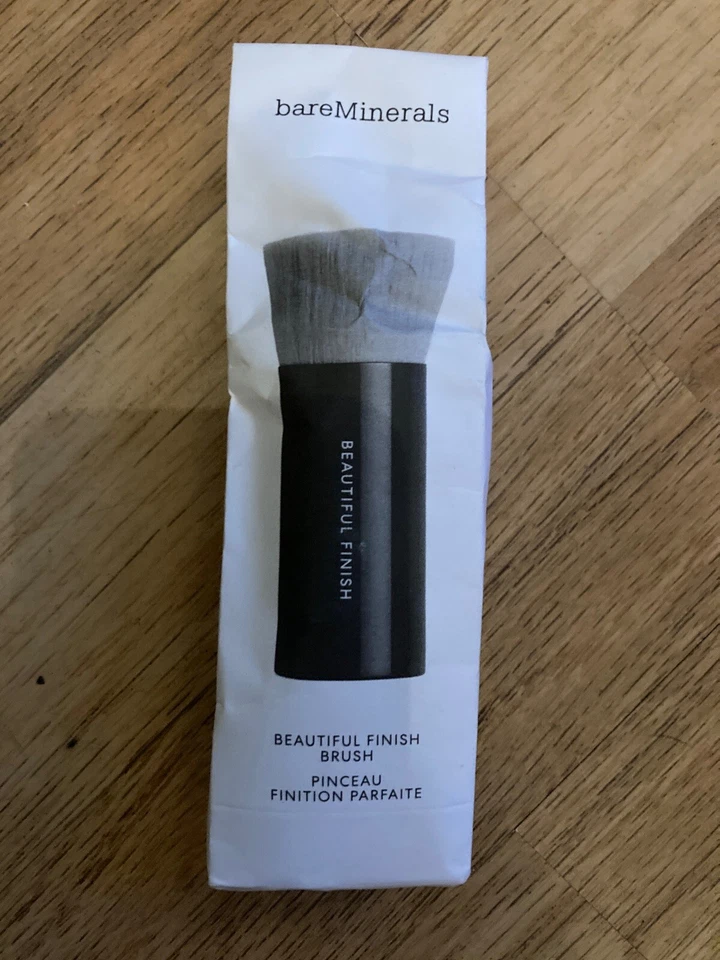 bareMinerals
BEAUTIFUL FINISH
BEAUTIFUL FINISH
BRUSH
PINCEAU
FINITION PARFAITE